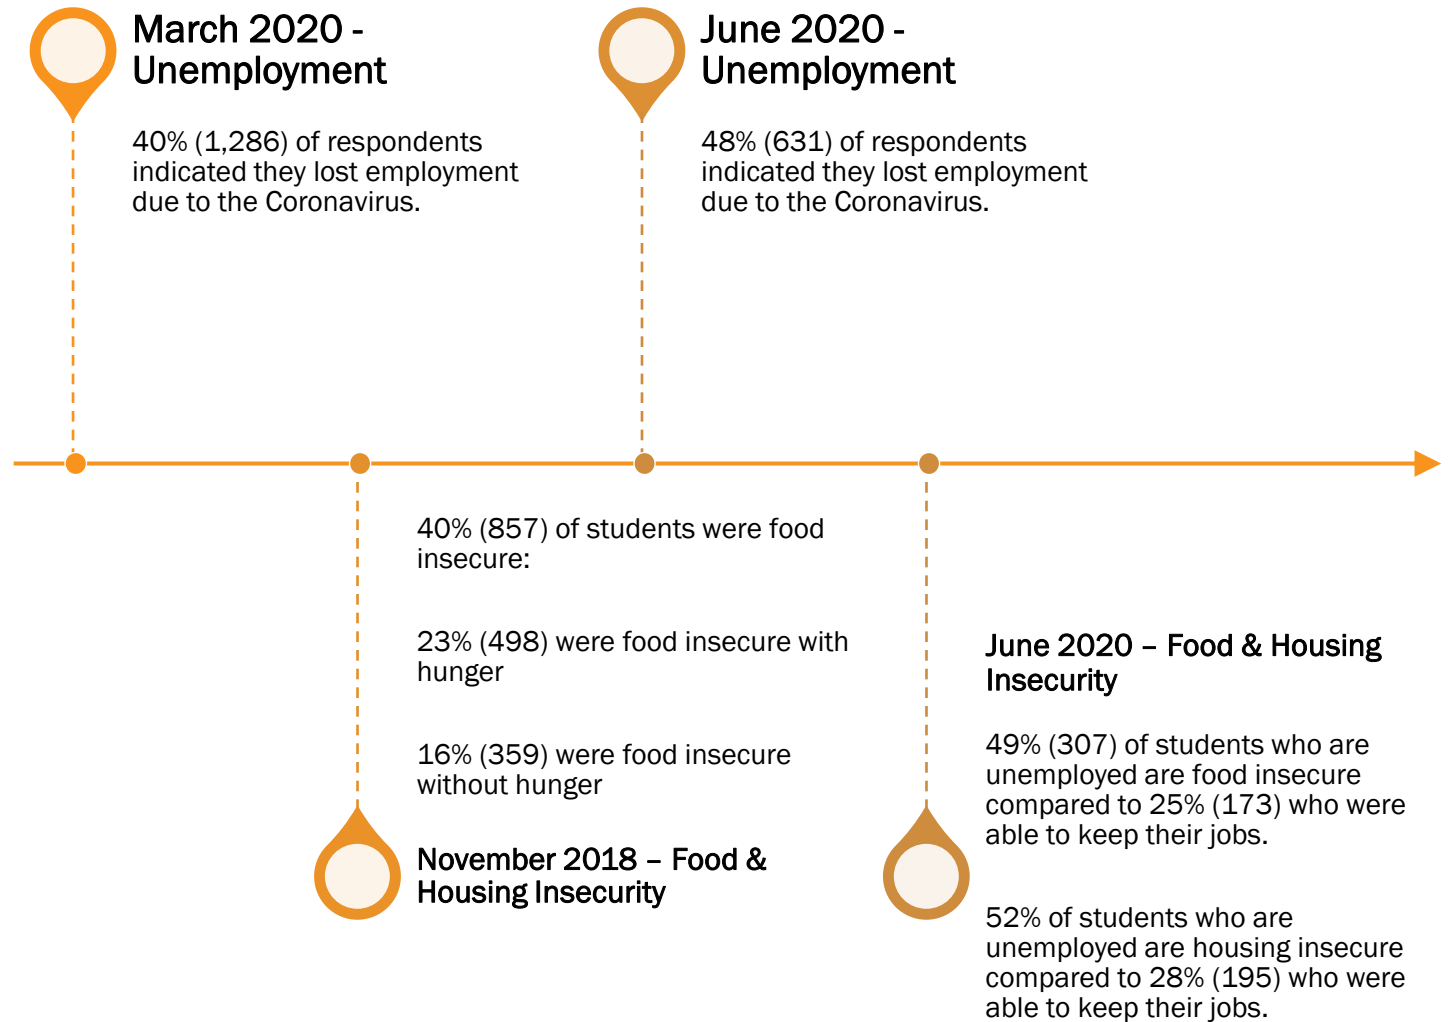 March 2020 -
Unemployment
40% (1,286) of respondents
indicated they lost employment
due to the Coronavirus.
June 2020 -
Unemployment
48% (631) of respondents
indicated they lost employment
due to the Coronavirus.
40% (857) of students were food
insecure:
23% (498) were food insecure with
hunger
16% (359) were food insecure
without hunger
November 2018 – Food &
Housing Insecurity
June 2020 – Food & Housing
Insecurity
49% (307) of students who are
unemployed are food insecure
compared to 25% (173) who were
able to keep their jobs.
52% of students who are
unemployed are housing insecure
compared to 28% (195) who were
able to keep their jobs.